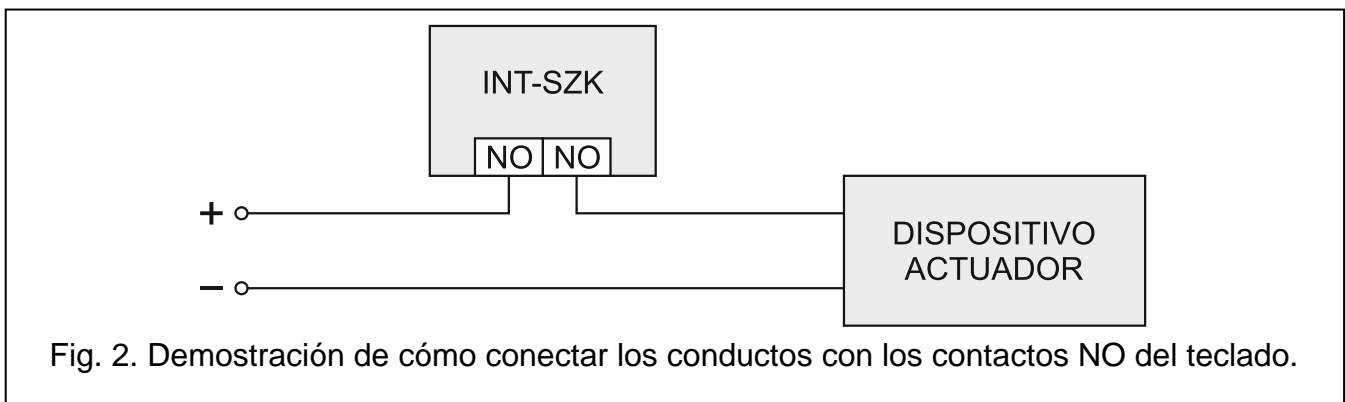 INT-SZK
NO NO
+
DISPOSITIVO
ACTUADOR
–
Fig. 2. Demostración de cómo conectar los conductos con los contactos NO del teclado.